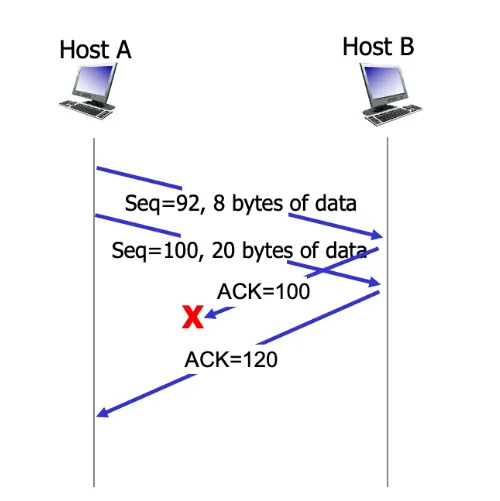 Host A
Host B
Seq=92, 8 bytes of data
Seq=100, 20 bytes of data
ACK=100
X
ACK=120